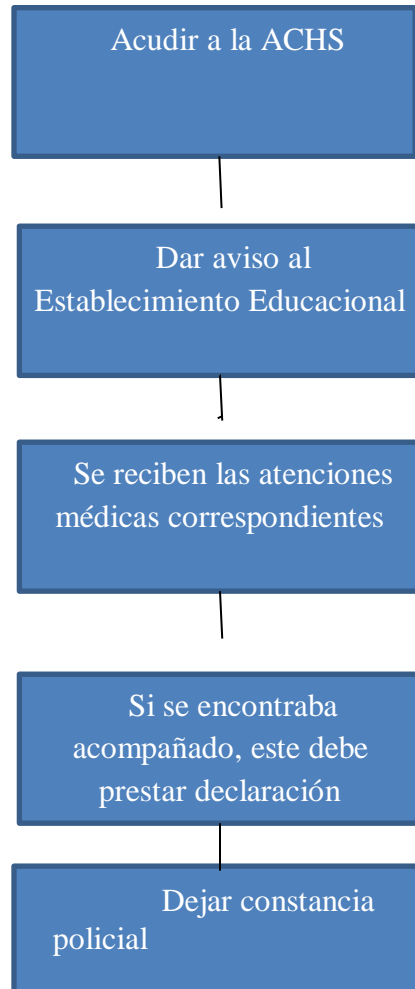 Acudir a la ACHS
Dar aviso al
Establecimiento Educacional
Se reciben las atenciones
médicas correspondientes
Si se encontraba
acompañado, este debe
prestar declaración
Dejar constancia
policial